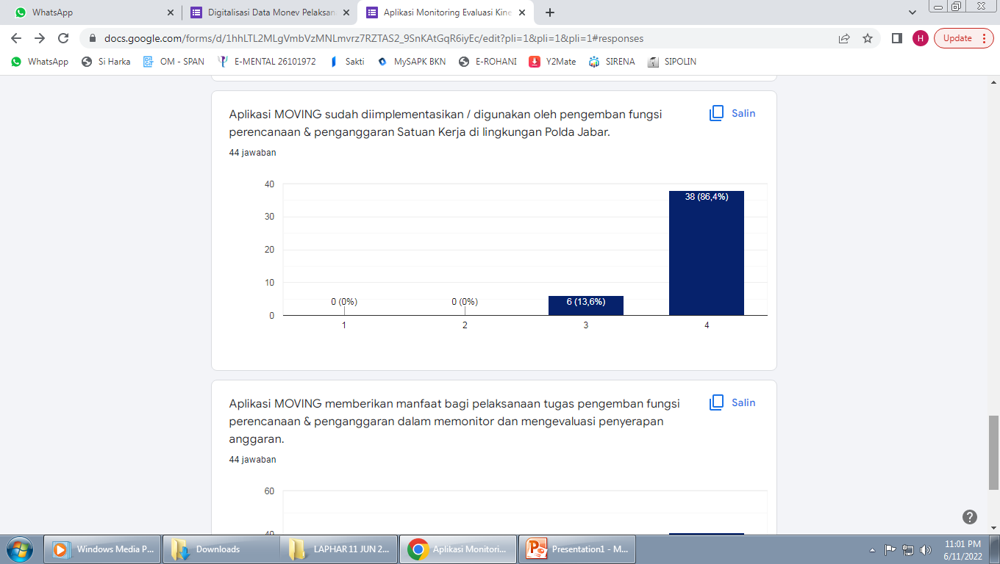 WhatsApp
Digitalisasi Data Monev Pelaksan
Aplikasi Monitoring Evaluasi Kine
docs.google.com/forms/d/1hhLTL2MLgVmbVzMNLmvrz7RZTAS2_9SnKAtGqR6iyEc/edit?pli=1&pli=1&pli=1#responses
H
Update
WhatsApp
Si Harka
OM - SPAN
E-MENTAL 26101972
Sakti
MySAPK BKN
E-ROHANI
Y2Mate
SIRENA
SIPOLIN
Aplikasi MOVING sudah diimplementasikan / digunakan oleh pengemban fungsi
perencanaan & penganggaran Satuan Kerja di lingkungan Polda Jabar.
Salin
44 jawaban
40
30
20
10
0
0 (0%)
0 (0%)
6 (13,6%)
38 (86,4%)
1
2
3
4
Aplikasi MOVING memberikan manfaat bagi pelaksanaan tugas pengemban fungsi
perencanaan & penganggaran dalam memonitor dan mengevaluasi penyerapan
anggaran.
Salin
44 jawaban
60
40
Windows Media P...
Downloads
LAPHAR 11 JUN 2...
Aplikasi Monitori...
Presentation1 - M...
11:01 PM
6/11/2022